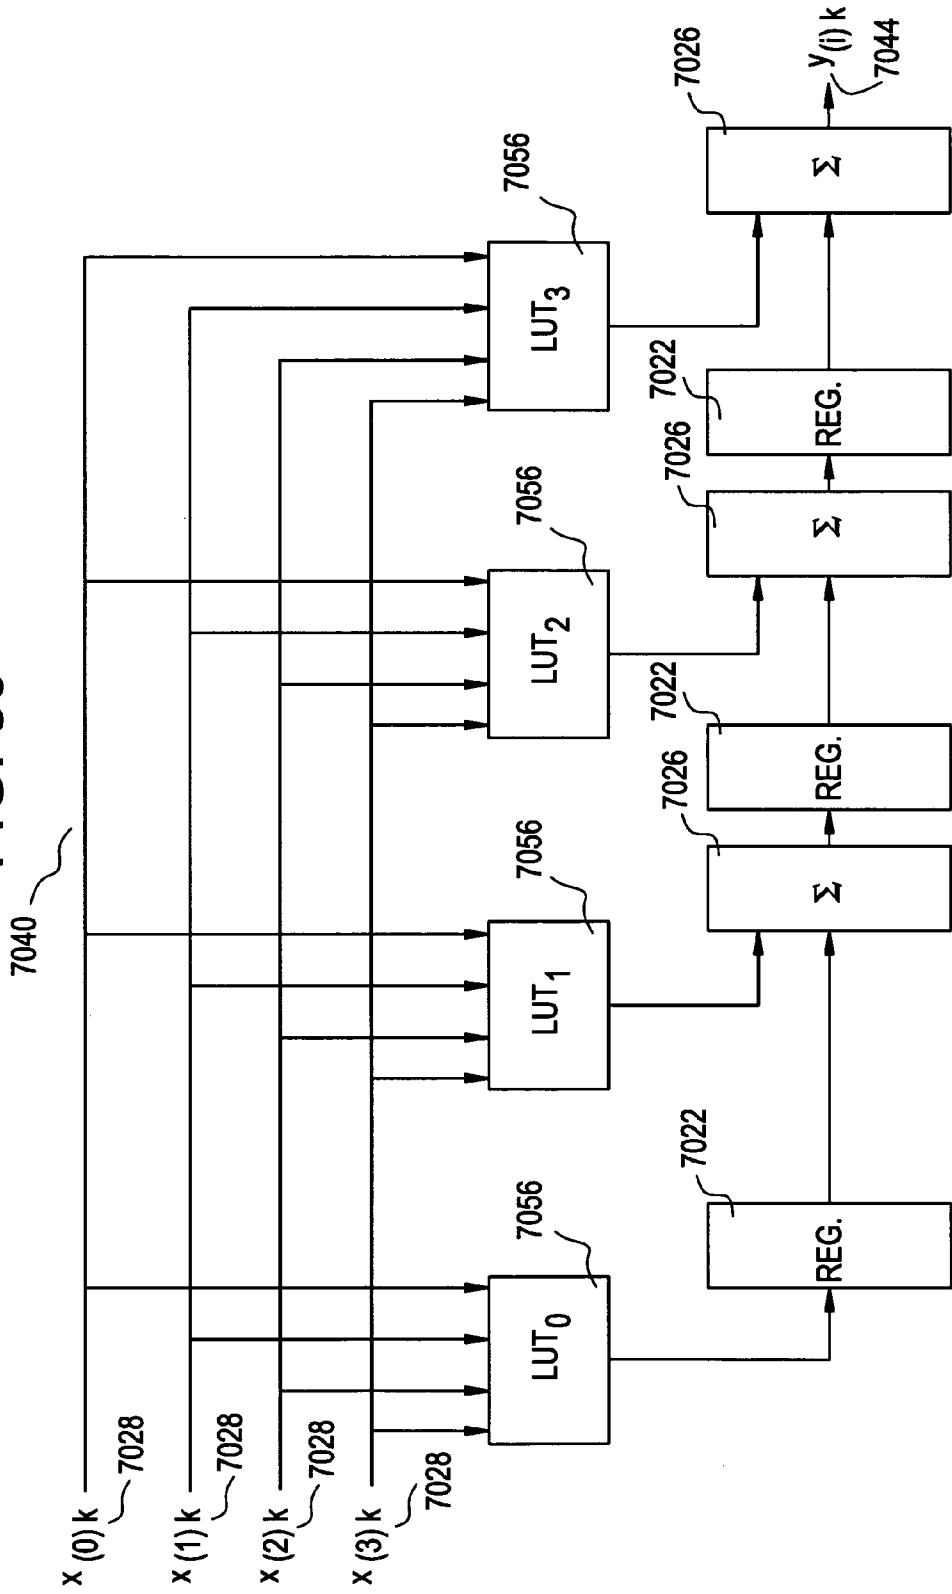 7040
x (0) k
7028
x (1) k
7028
x (2) k
7028
x (3) k
7028
LUT0
7056
LUT1
7056
LUT2
7056
LUT3
7056
REG.
7022
Σ
7026
REG.
7022
Σ
7026
REG.
7022
Σ
7026
y (i) k
7044